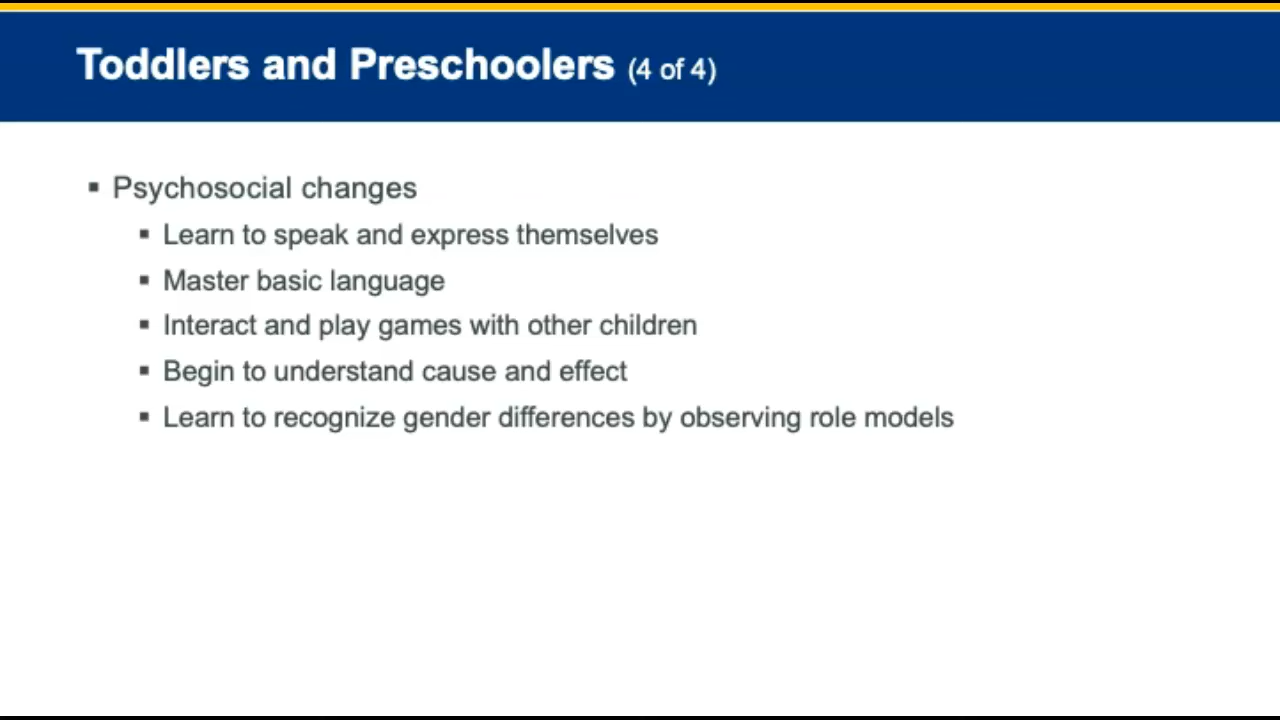 Toddlers and Preschoolers (4 of 4)
▪ Psychosocial changes
▪ Learn to speak and express themselves
▪ Master basic language
▪ Interact and play games with other children
▪ Begin to understand cause and effect
▪ Learn to recognize gender differences by observing role models